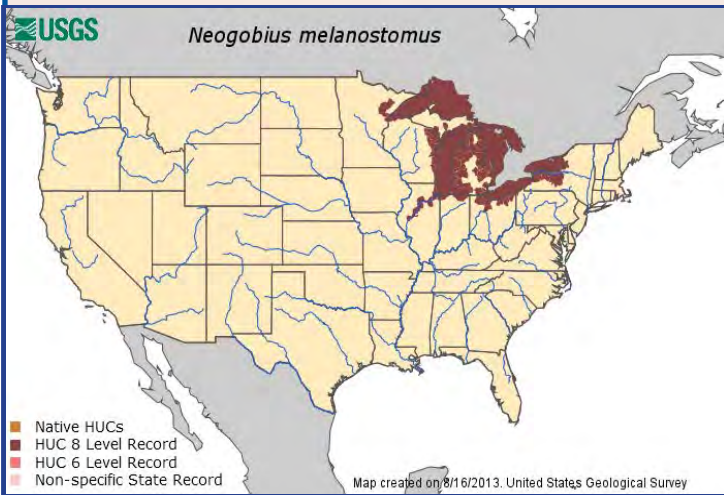 USGS
Neogobius melanostomus
Native HUCs
HUC 8 Level Record
HUC 6 Level Record
Non-specific State Record
Map created on 8/16/2013. United States Geological Survey